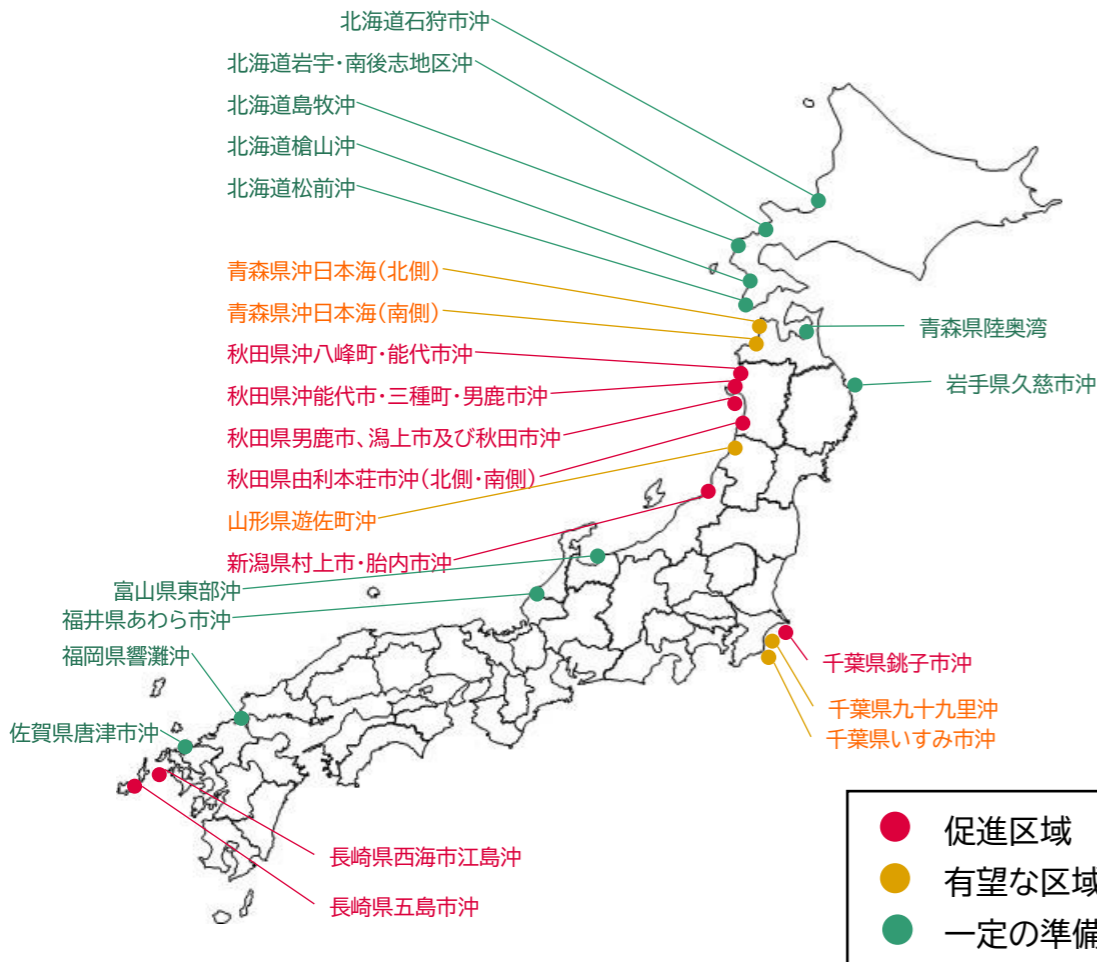 北海道石狩市沖
北海道岩宇・南後志地区沖
北海道島牧沖
北海道檜山沖
北海道松前沖
青森県沖日本海(北側)
青森県沖日本海(南側)
青森県陸奥湾
秋田県沖八峰町・能代市沖
岩手県久慈市沖
秋田県沖能代市・三種町・男鹿市沖
秋田県男鹿市、潟上市及び秋田市沖
秋田県由利本荘市沖(北側・南側)
山形県遊佐町沖
新潟県村上市・胎内市沖
富山県東部沖
福井県あわら市沖
福岡県響灘沖
千葉県銚子市沖
千葉県九十九里沖
佐賀県唐津市沖
千葉県いすみ市沖
長崎県西海市江島沖
長崎県五島市沖
促進区域
有望な区域
一定の準備